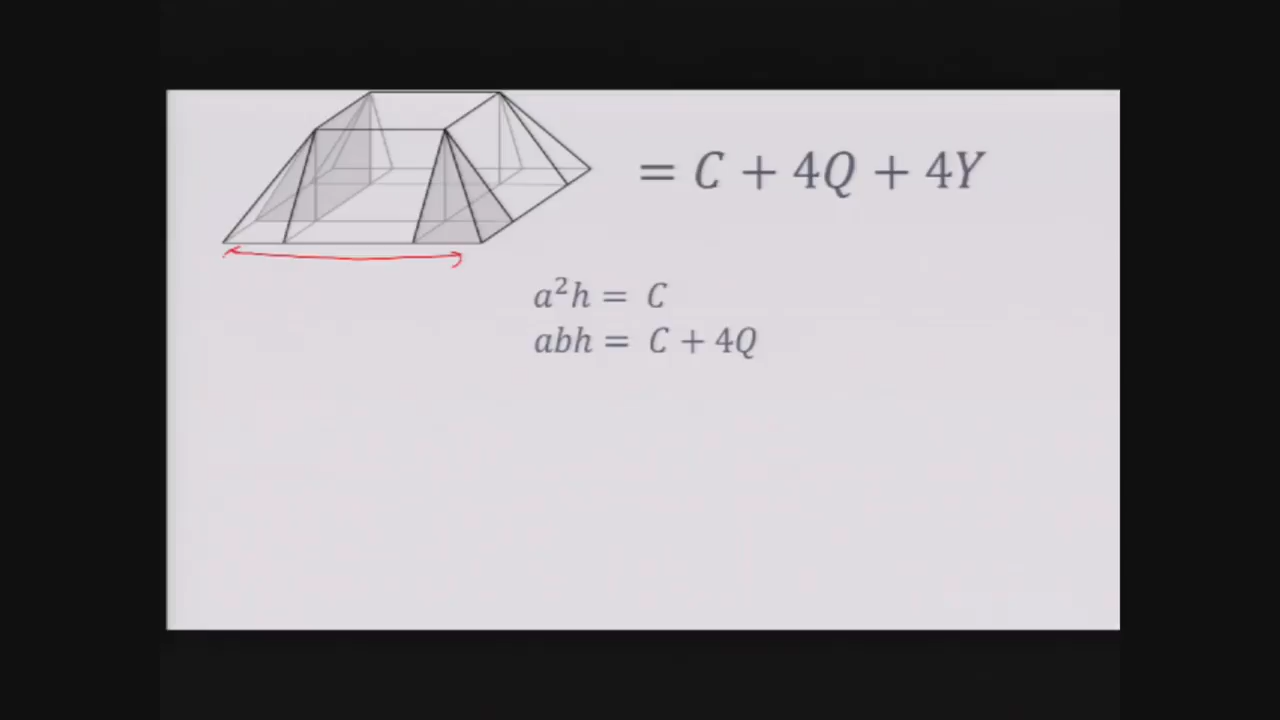 = C + 4Q + 4Y
a²h = C
abh = C + 4Q